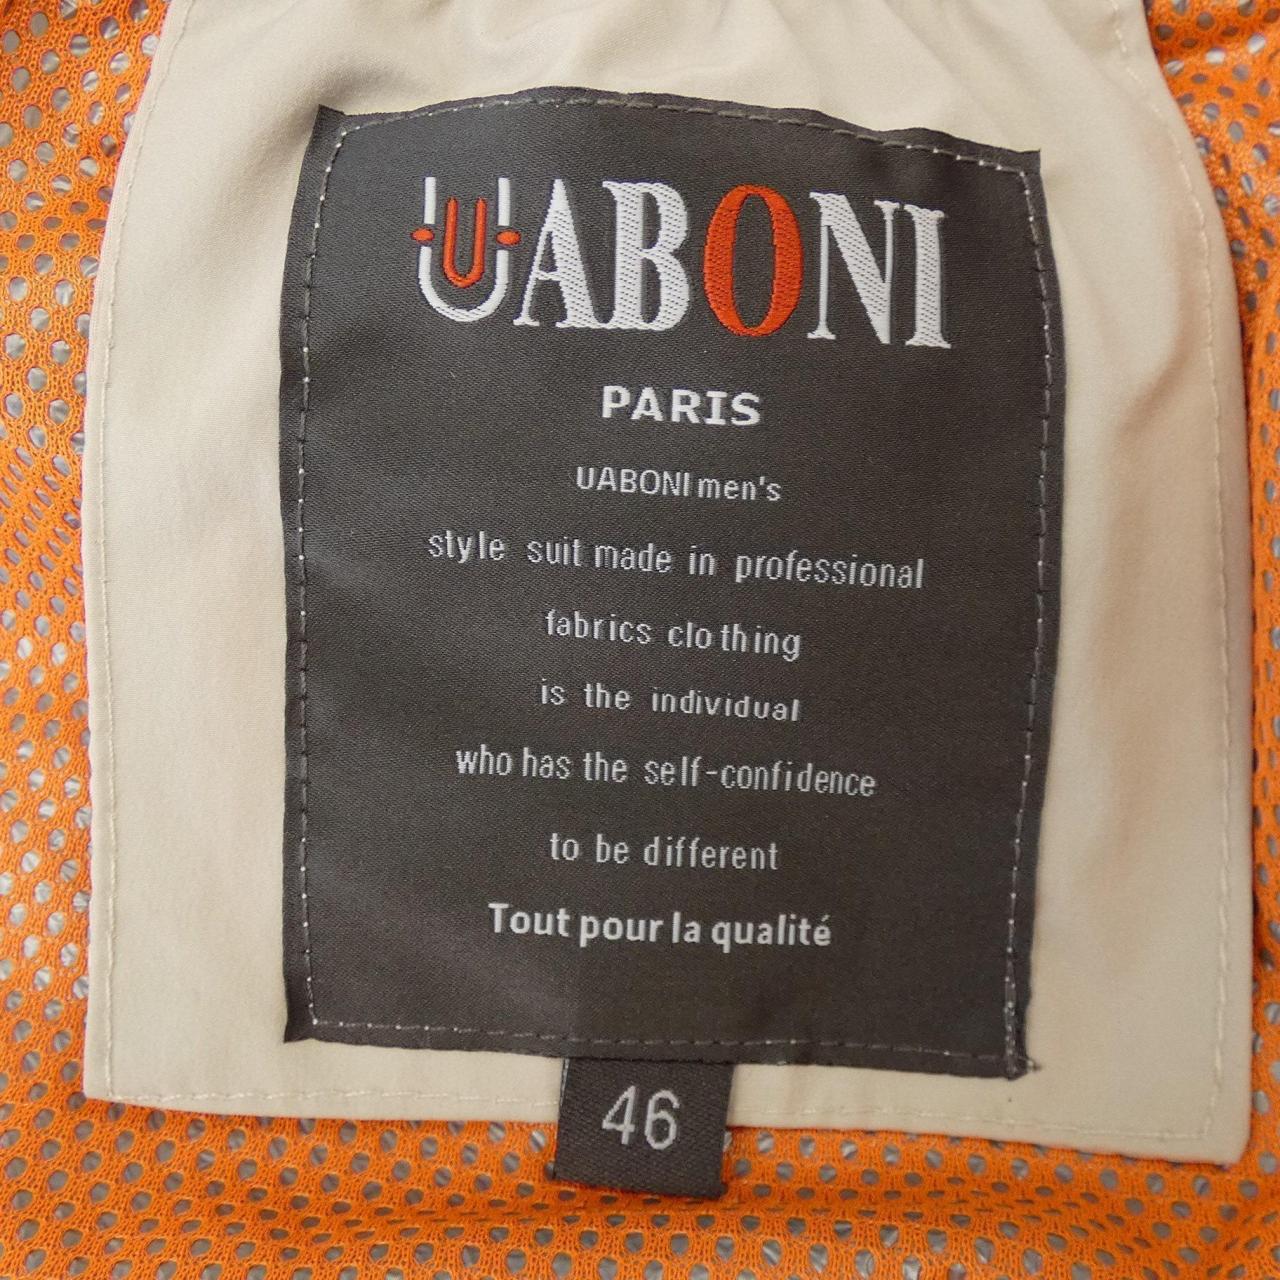 UABONI
PARIS
UABONI men's
style suit made in professional
fabrics clothing
is the individual
who has the self-confidence
to be different
Tout pour la qualité
46